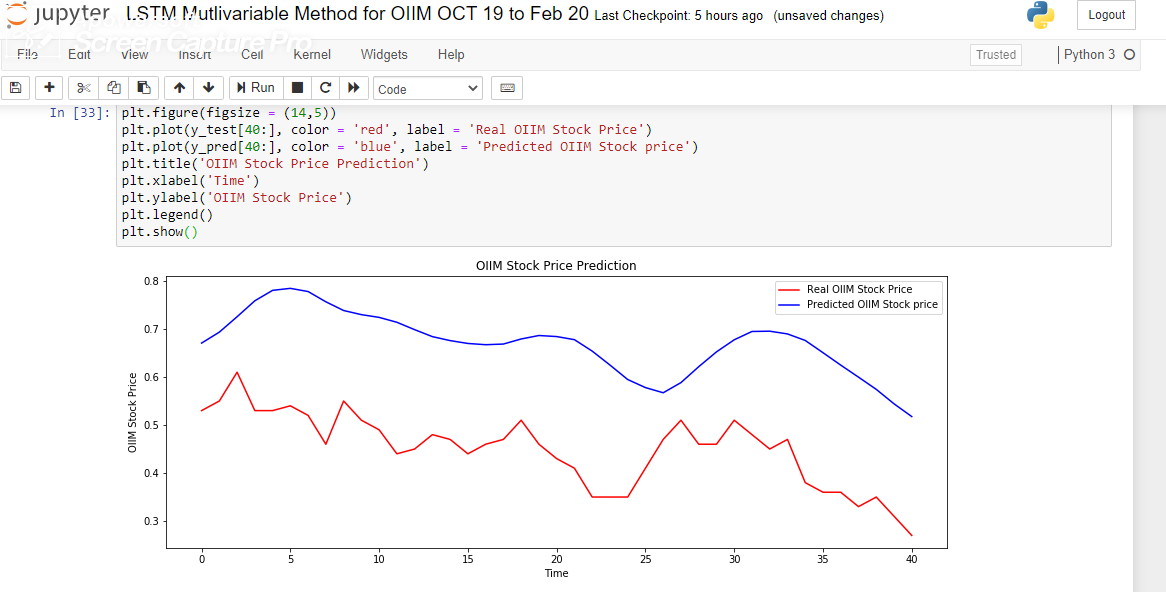 jupyter LSTM Mutlivariable Method for OIIM OCT 19 to Feb 20 Last Checkpoint: 5 hours ago (unsaved changes) Logout
Screen Capture Pro
File Edit View Insert Cell Kernel Widgets Help Trusted Python 3
Run Code
In [33]: plt.figure(figsize = (14,5))
plt.plot(y_test[40:], color = 'red', label = 'Real OIIM Stock Price')
plt.plot(y_pred[40:], color = 'blue', label = 'Predicted OIIM Stock price')
plt.title('OIIM Stock Price Prediction')
plt.xlabel('Time')
plt.ylabel('OIIM Stock Price')
plt.legend()
plt.show()
OIIM Stock Price Prediction
0.8
0.7
0.6
0.5
0.4
0.3
OIIM Stock Price
Real OIIM Stock Price
Predicted OIIM Stock price
0 5 10 15 20 25 30 35 40
Time